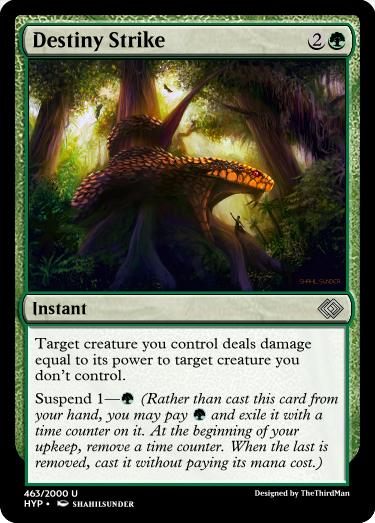 Destiny Strike 2
SHAHIL SUNDER
Instant
Target creature you control deals damage
equal to its power to target creature you
don't control.
Suspend 1— (Rather than cast this card from
your hand, you may pay and exile it with a
time counter on it. At the beginning of your
upkeep, remove a time counter. When the last is
removed, cast it without paying its mana cost.)
463/2000 U
Designed by TheThirdMan
HYP • SHAHILSUNDER